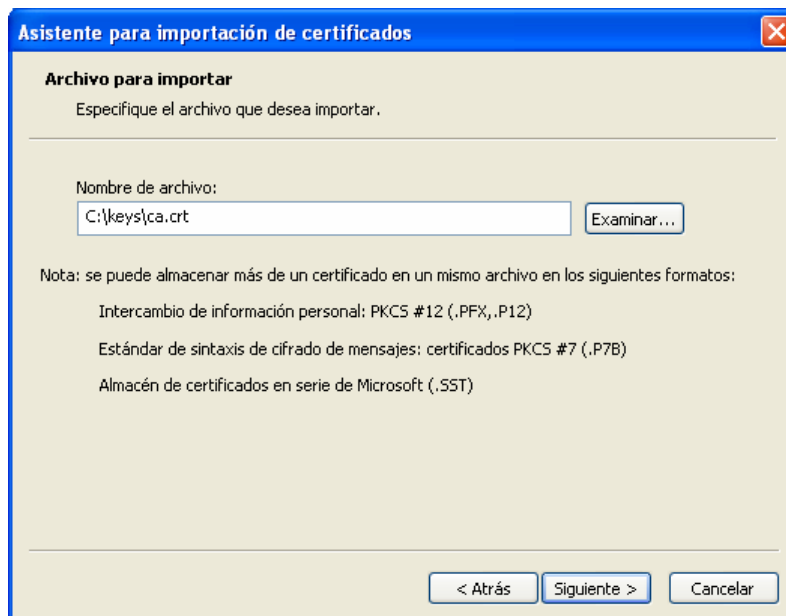 Asistente para importación de certificados
Archivo para importar
Especifique el archivo que desea importar.
Nombre de archivo:
C:\keys\ca.crt
Examinar...
Nota: se puede almacenar más de un certificado en un mismo archivo en los siguientes formatos:
Intercambio de información personal: PKCS #12 (.PFX,.P12)
Estándar de sintaxis de cifrado de mensajes: certificados PKCS #7 (.P7B)
Almacén de certificados en serie de Microsoft (.SST)
< Atrás
Siguiente >
Cancelar